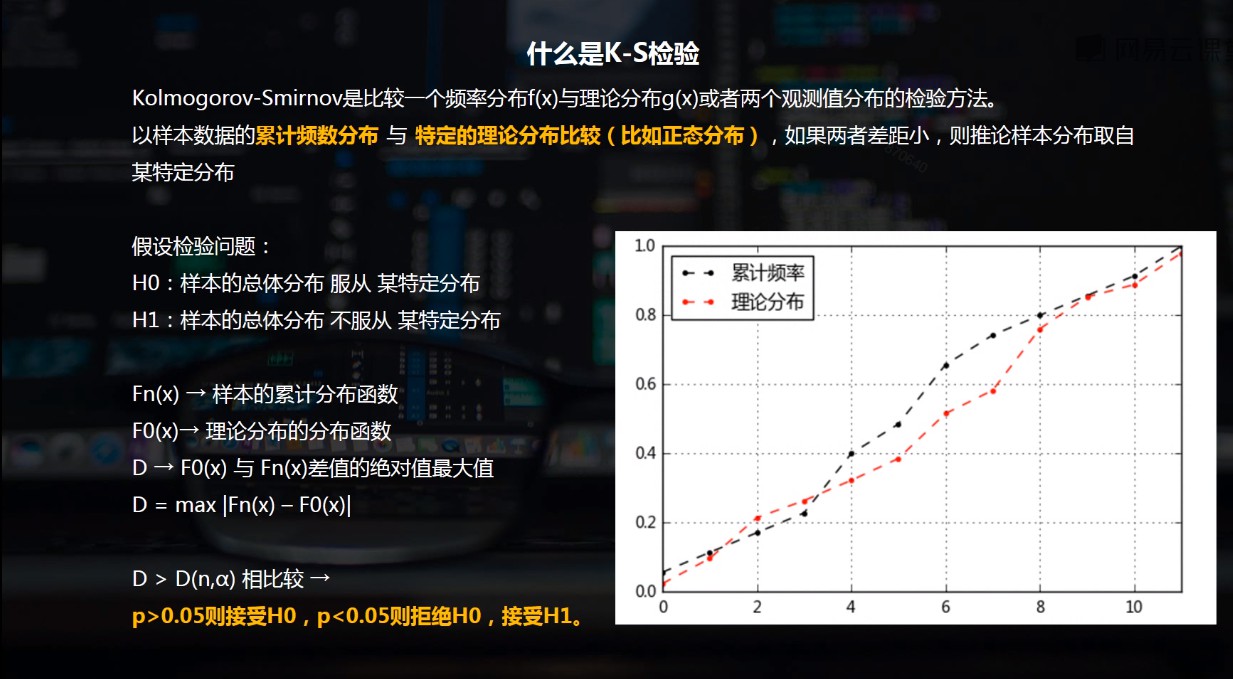 什么是K-S检验
Kolmogorov-Smirnov是比较一个频率分布f(x)与理论分布g(x)或者两个观测值分布的检验方法。
以样本数据的累计频数分布 与 特定的理论分布比较（比如正态分布），如果两者差距小，则推论样本分布取自
某特定分布
假设检验问题：
H0：样本的总体分布 服从 某特定分布
H1：样本的总体分布 不服从 某特定分布
Fn(x) → 样本的累计分布函数
F0(x)→ 理论分布的分布函数
D → F0(x) 与 Fn(x)差值的绝对值最大值
D = max |Fn(x) – F0(x)|
D > D(n,α) 相比较 →
p>0.05则接受H0，p<0.05则拒绝H0，接受H1。
累计频率
理论分布
1.0
0.8
0.6
0.4
0.2
0.0
0 2 4 6 8 10
网易云课堂